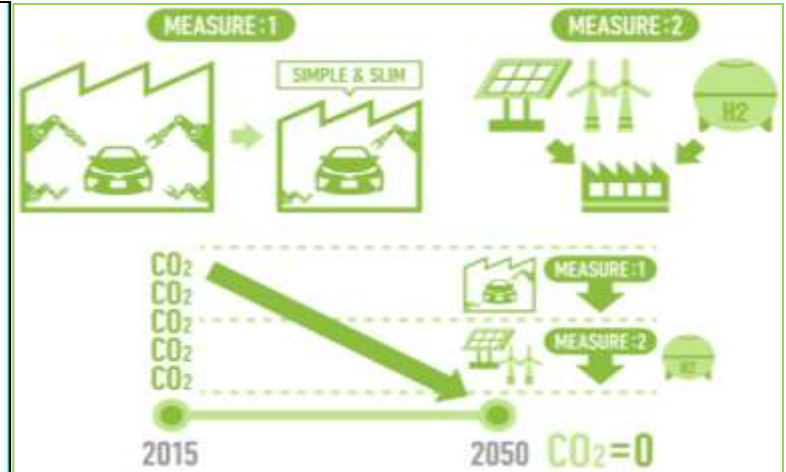 MEASURE:1
MEASURE:2
SIMPLE & SLIM
H2
CO₂
CO₂
CO₂
CO₂
CO₂
MEASURE:1
MEASURE:2
H2
2015
2050
CO₂=0